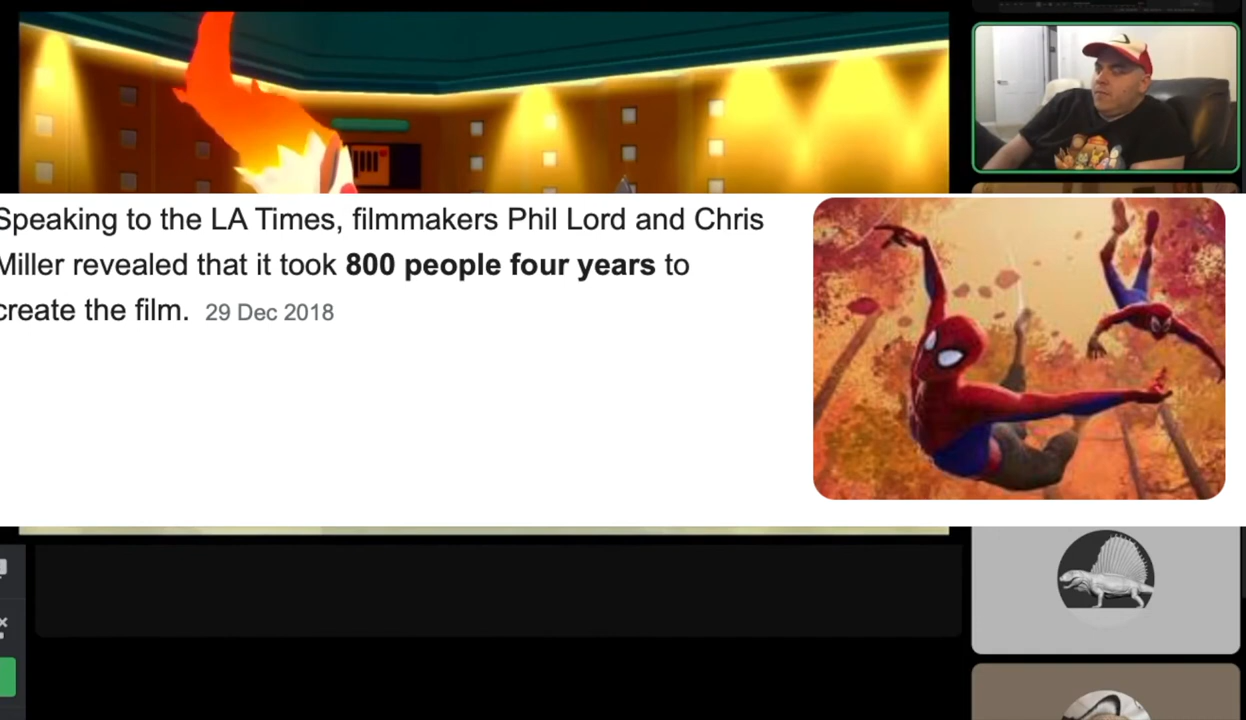 Speaking to the LA Times, filmmakers Phil Lord and Chris
Miller revealed that it took 800 people four years to
create the film. 29 Dec 2018